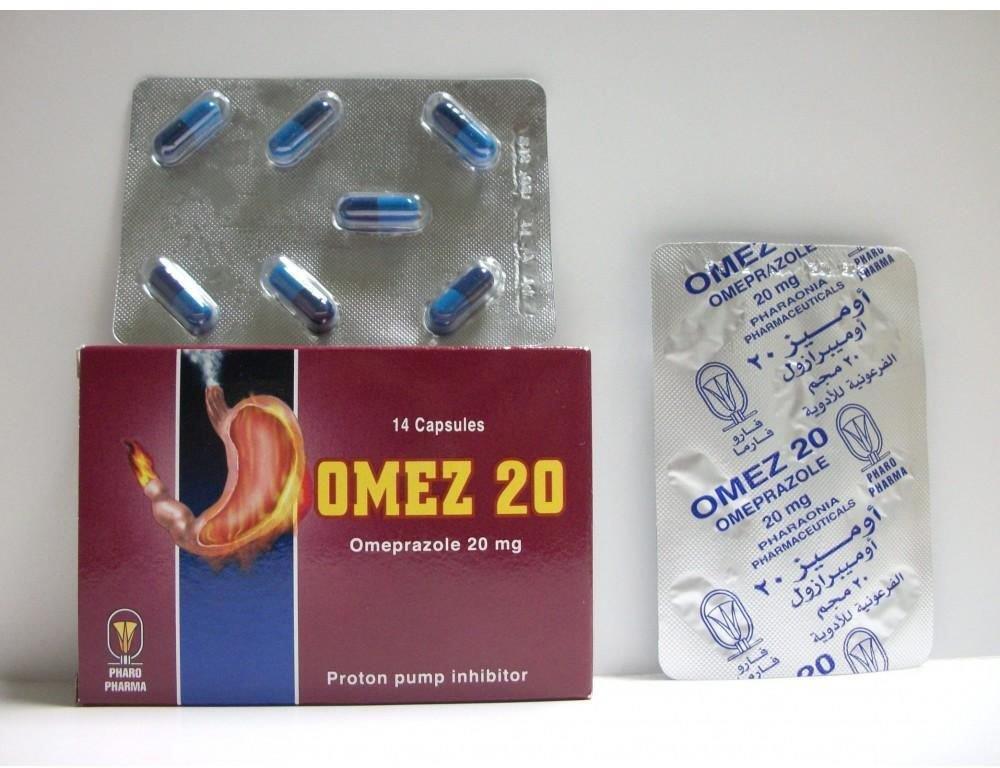 14 Capsules
OMEZ 20
Omeprazole 20 mg
Proton pump inhibitor
PHARO
PHARMA
OMEZ
OMEPRAZOLE
20 mg
PHARAONIA
PHARMACEUTICALS
PHARO
PHARMA
أوميز ٢٠
أوميبرازول
٢٠ مجم
الفرعونية للأدوية
فارو
فارما
OMEZ 20
OMEPRAZOLE
20 mg
PHARAONIA
PHARMACEUTICALS
PHARO
PHARMA
أوميز ٢٠
أوميبرازول
٢٠ مجم
الفرعونية للأدوية
فارو
فارما
20